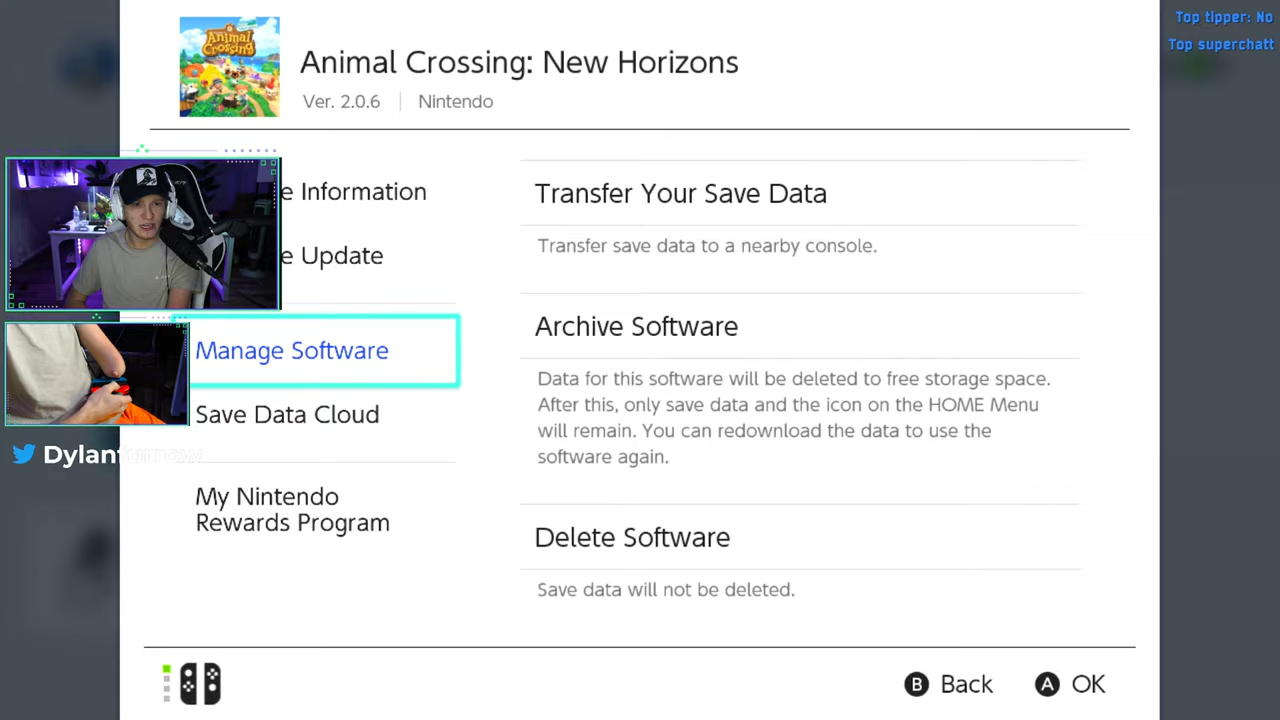 Top tipper: No
Top superchatt
Animal Crossing
Animal Crossing: New Horizons
Ver. 2.0.6 | Nintendo
e Information
e Update
Manage Software
Save Data Cloud
My Nintendo
Rewards Program
Transfer Your Save Data
Transfer save data to a nearby console.
Archive Software
Data for this software will be deleted to free storage space.
After this, only save data and the icon on the HOME Menu
will remain. You can redownload the data to use the
software again.
Delete Software
Save data will not be deleted.
Dylanfurrow
B Back
A OK